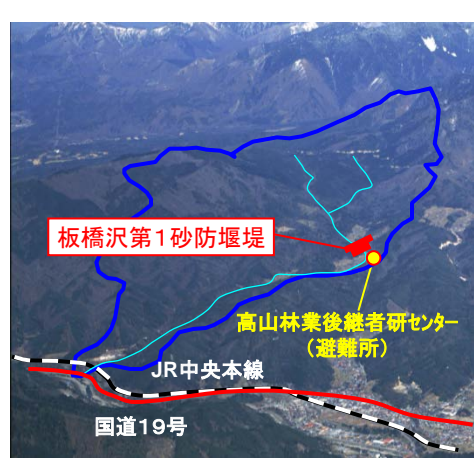 板橋沢第1砂防堰堤
高山林業後継者研センター
（避難所）
JR中央本線
国道19号